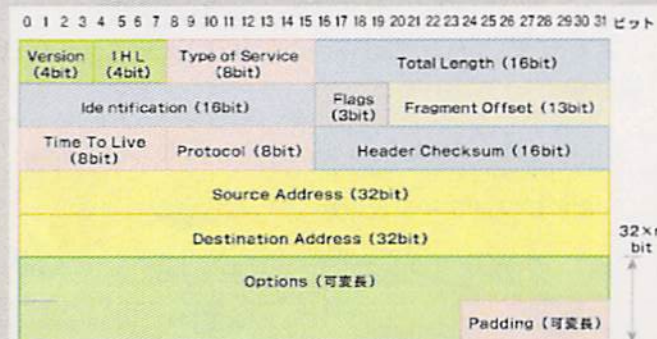 0 1 2 3 4 5 6 7 8 9 10 11 12 13 14 15 16 17 18 19 20 21 22 23 24 25 26 27 28 29 30 31 ビット
Version IHL Type of Service Total Length (16bit)
(4bit) (4bit) (8bit)
Identification (16bit) Flags Fragment Offset (13bit)
(3bit)
Time To Live Protocol (8bit) Header Checksum (16bit)
(8bit)
Source Address (32bit)
Destination Address (32bit)
32×
bit
Options (可変長)
Padding (可変長)